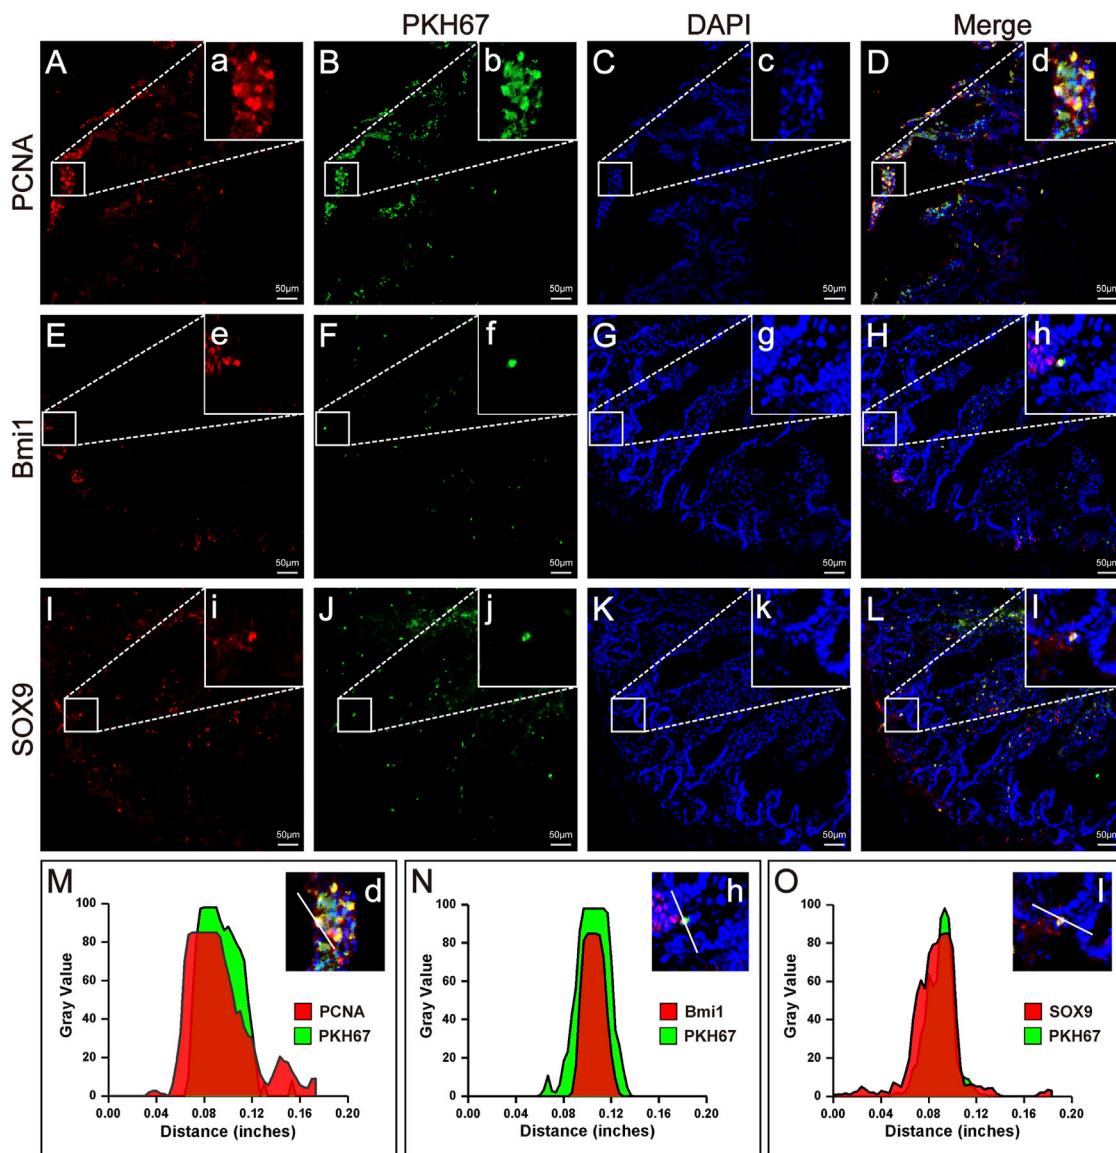 PKH67 DAPI Merge
PCNA
A a B b C c D d
50µm 50µm 50µm 50µm
Bmi1
E e F f G g H h
50µm 50µm 50µm 50µm
SOX9
I i J j K k L l
50µm 50µm 50µm 50µm
M d
Gray Value
100
80
60
40
20
0
PCNA
PKH67
0.00 0.04 0.08 0.12 0.16 0.20
Distance (inches)
N h
Gray Value
100
80
60
40
20
0
Bmi1
PKH67
0.00 0.04 0.08 0.12 0.16 0.20
Distance (inches)
O l
Gray Value
100
80
60
40
20
0
SOX9
PKH67
0.00 0.04 0.08 0.12 0.16 0.20
Distance (inches)